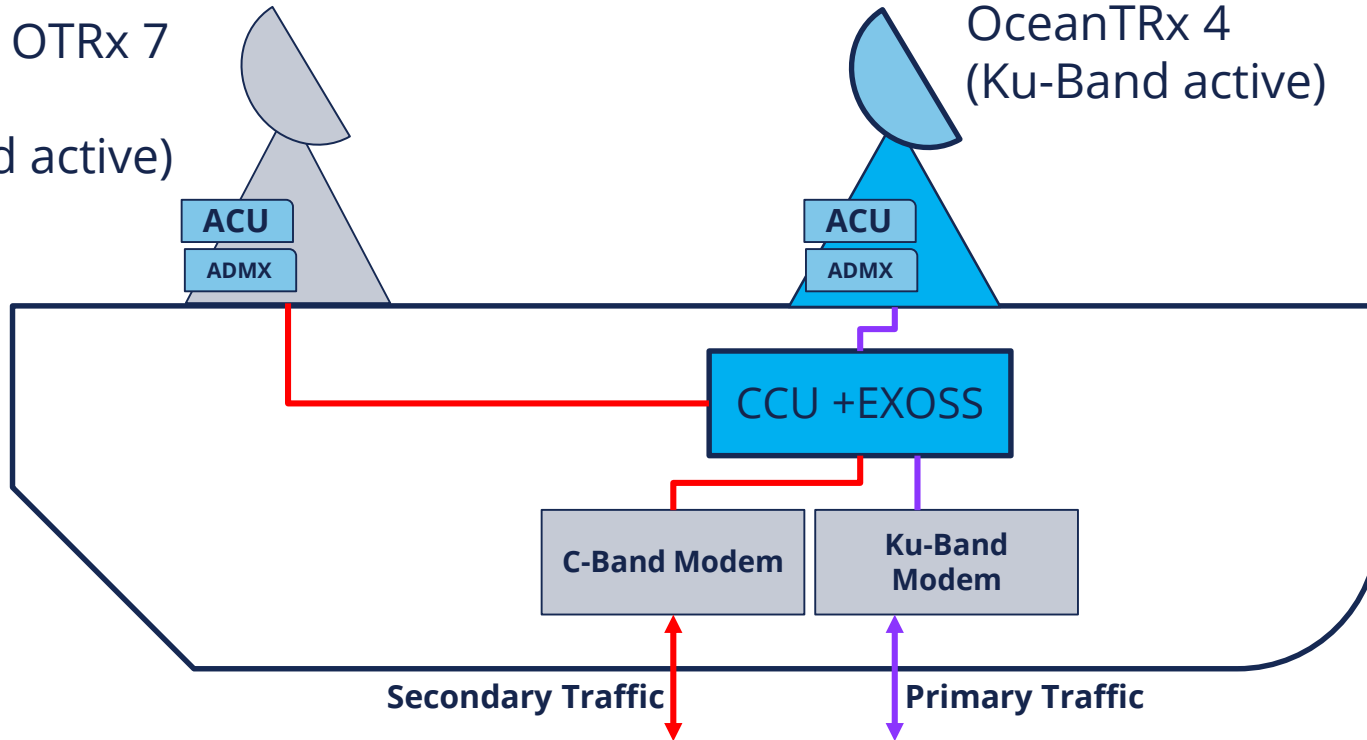 OTRx 7
active)
OceanTRx 4
(Ku-Band active)
ACU
ADMX
ACU
ADMX
CCU +EXOSS
C-Band Modem
Ku-Band
Modem
Secondary Traffic
Primary Traffic